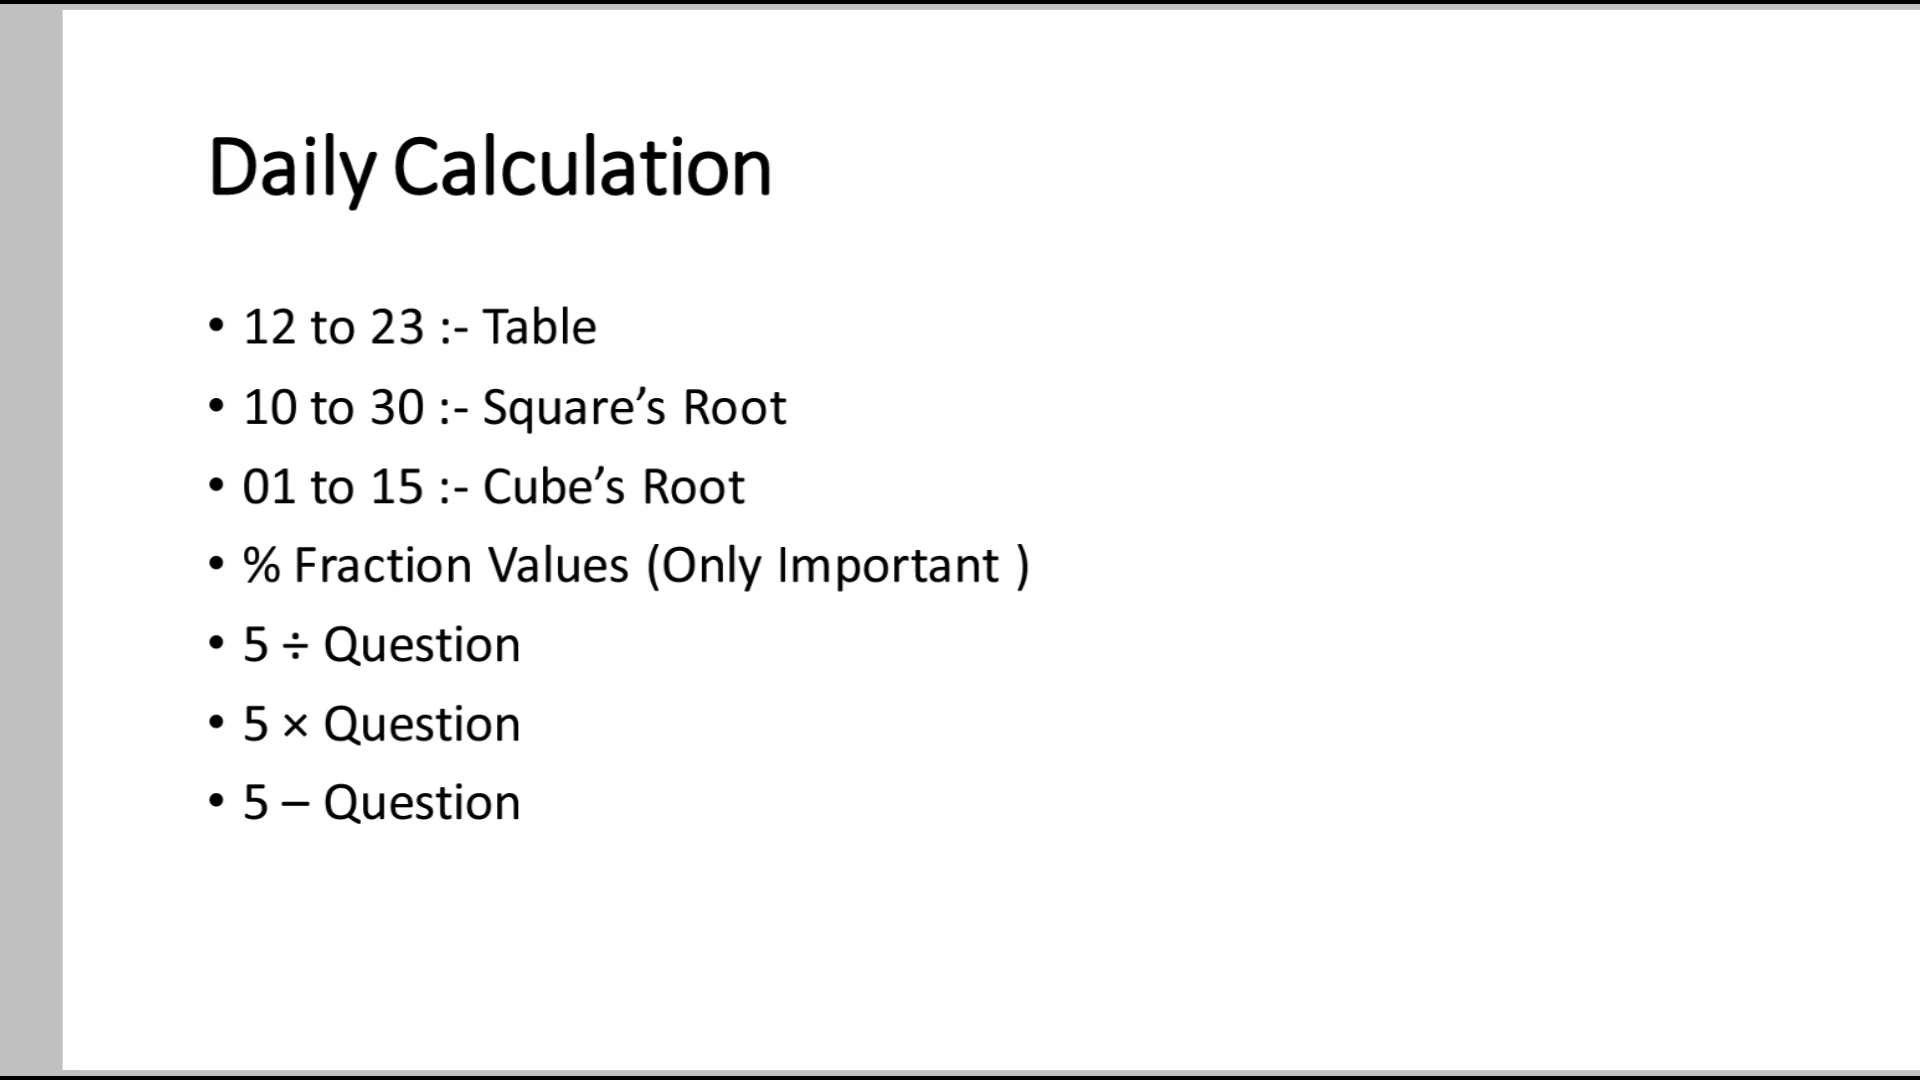 Daily Calculation
• 12 to 23 :- Table
• 10 to 30 :- Square’s Root
• 01 to 15 :- Cube’s Root
• % Fraction Values (Only Important )
• 5 ÷ Question
• 5 × Question
• 5 – Question